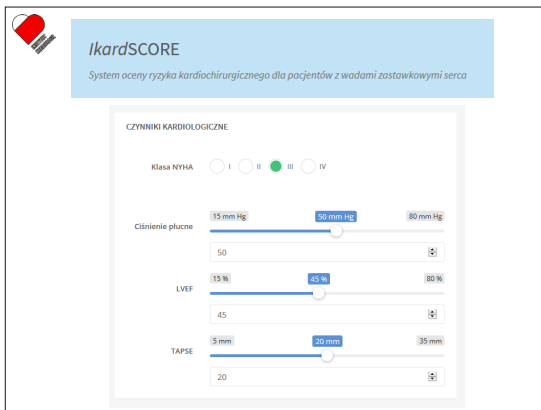 IkardSCORE
System oceny ryzyka kardiochirurgicznego dla pacjentów z wadami zastawkowymi serca
CZYNNIKI KARDIOLOGICZNE
Klasa NYHA I II III IV
15 mm Hg 50 mm Hg 80 mm Hg
Ciśnienie płucne
50
15 % 45 % 80 %
LVEF
45
5 mm 20 mm 35 mm
TAPSE
20